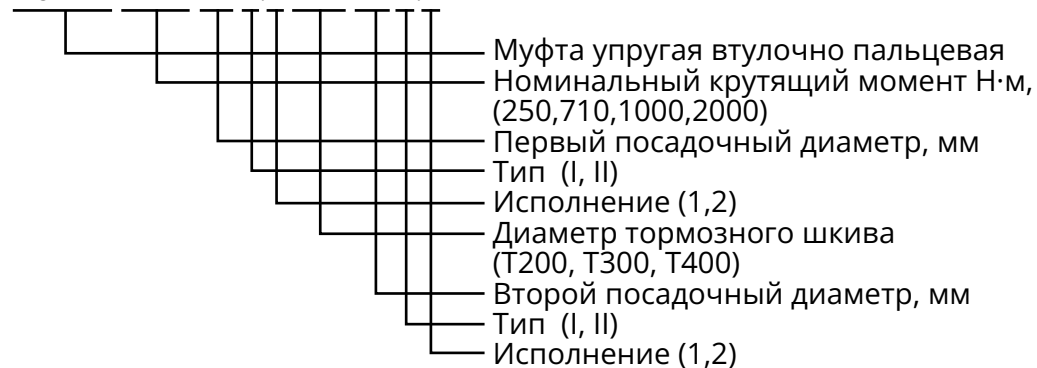 Муфта упругая втулочно пальцевая
Номинальный крутящий момент Н·м,
(250,710,1000,2000)
Первый посадочный диаметр, мм
Тип (I, II)
Исполнение (1,2)
Диаметр тормозного шкива
(Т200, Т300, Т400)
Второй посадочный диаметр, мм
Тип (I, II)
Исполнение (1,2)